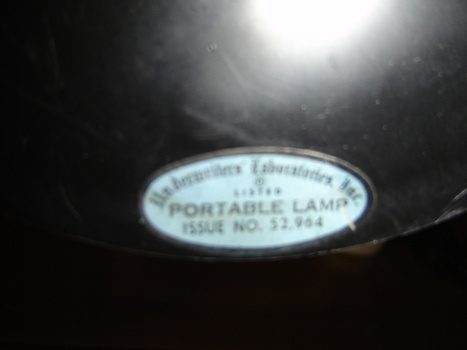 Underwriters' Laboratories, Inc.
LISTED
PORTABLE LAMP
ISSUE NO. 52,964